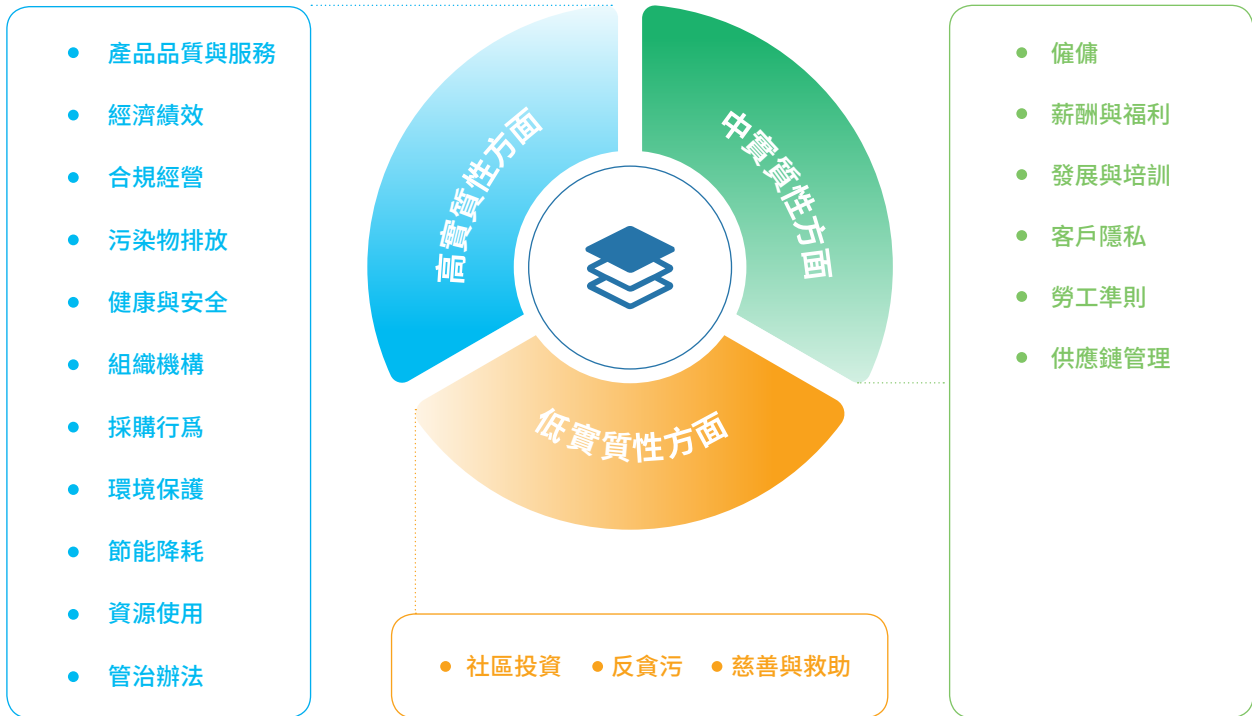 產品品質與服務
經濟績效
合規經營
污染物排放
健康與安全
組織機構
採購行爲
環境保護
節能降耗
資源使用
管治辦法
高實質性方面
中實質性方面
低實質性方面
僱傭
薪酬與福利
發展與培訓
客戶隱私
勞工準則
供應鏈管理
社區投資 反貪污 慈善與救助